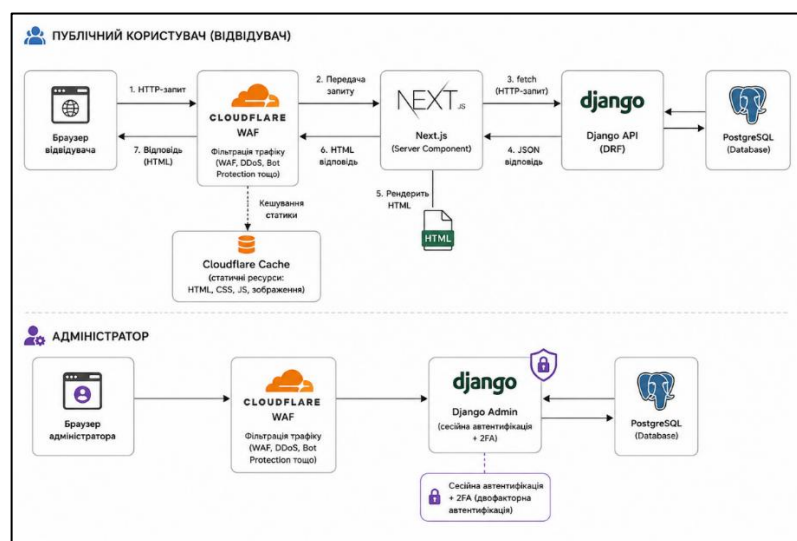 ПУБЛІЧНИЙ КОРИСТУВАЧ (ВІДВІДУВАЧ)
Браузер
відвідувача
1. HTTP-запит
7. Відповідь
(HTML)
CLOUDFLARE
WAF
Фільтрація трафіку
(WAF, DDoS, Bot
Protection тощо)
2. Передача
запиту
6. HTML
відповідь
NEXT.JS
Next.js
(Server Component)
3. fetch
(HTTP-запит)
4. JSON
відповідь
django
Django API
(DRF)
PostgreSQL
(Database)
Кешування
статики
5. Рендерить
HTML
HTML
Cloudflare Cache
(статичні ресурси:
HTML, CSS, JS, зображення)
АДМІНІСТРАТОР
Браузер
адміністратора
CLOUDFLARE
WAF
Фільтрація трафіку
(WAF, DDoS, Bot
Protection тощо)
django
Django Admin
(сесійна автентифікація
+ 2FA)
PostgreSQL
(Database)
Сесійна автентифікація
+ 2FA (двофакторна
автентифікація)